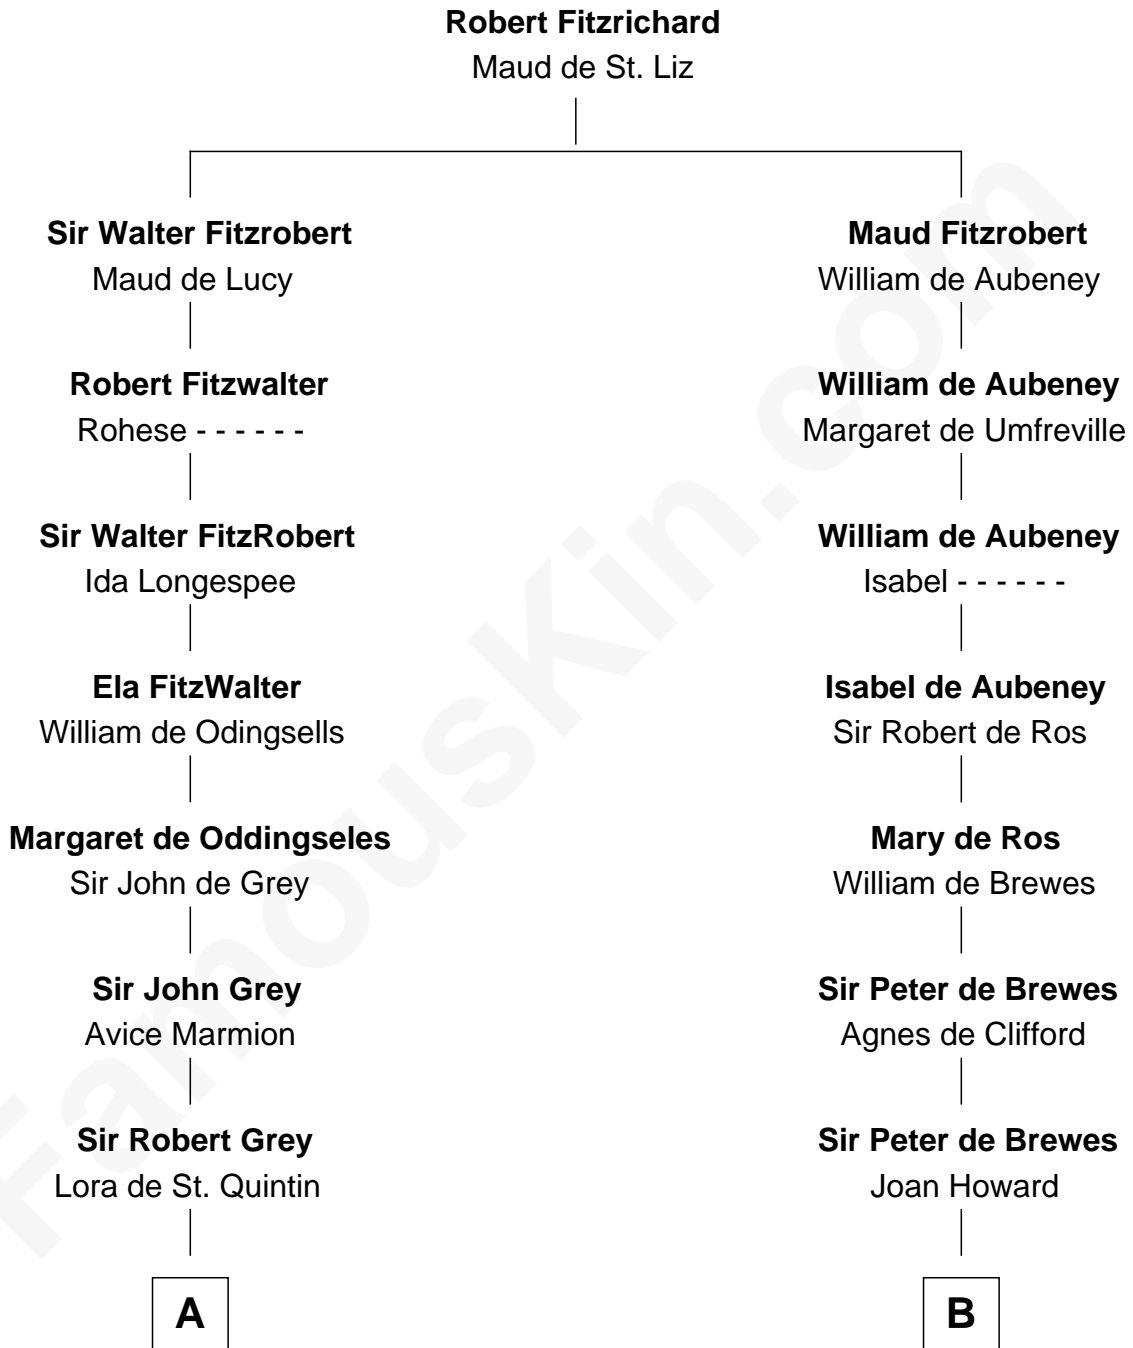 Robert Fitzrichard
Maud de St. Liz
Sir Walter Fitzrobert
Maud de Lucy
Maud Fitzrobert
William de Aubeney
Robert Fitzwalter
Rohese - - - - - -
William de Aubeney
Margaret de Umfreville
Sir Walter FitzRobert
Ida Longespee
William de Aubeney
Isabel - - - - - -
Ela FitzWalter
William de Odingsells
Isabel de Aubeney
Sir Robert de Ros
Margaret de Oddingseles
Sir John de Grey
Mary de Ros
William de Brewes
Sir John Grey
Avice Marmion
Sir Peter de Brewes
Agnes de Clifford
Sir Robert Grey
Lora de St. Quintin
Sir Peter de Brewes
Joan Howard
A
B
FamousKin.com